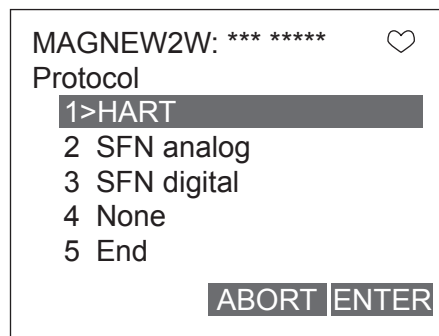 MAGNEW2W: *** *****
Protocol
1>HART
2 SFN analog
3 SFN digital
4 None
5 End
ABORT ENTER